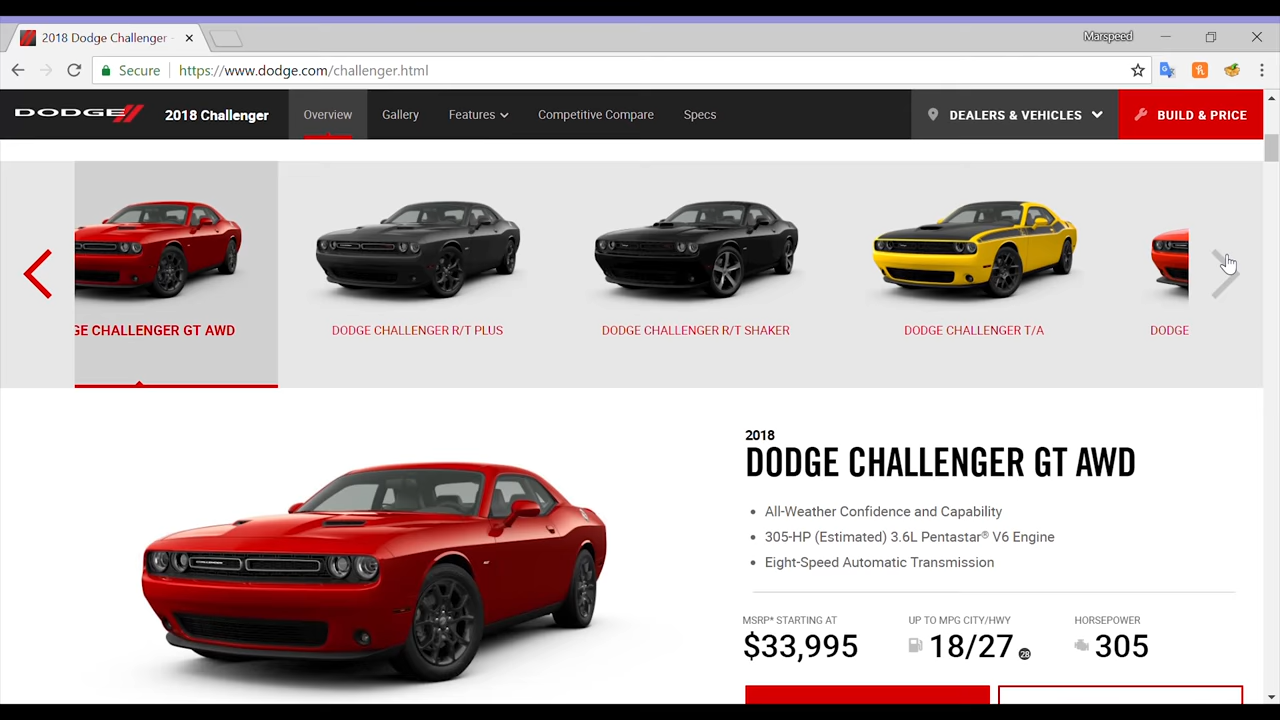 2018 Dodge Challenger
Marspeed
Secure
https://www.dodge.com/challenger.html
DODGE
2018 Challenger
Overview
Gallery
Features
Competitive Compare
Specs
DEALERS & VEHICLES
BUILD & PRICE
GE CHALLENGER GT AWD
DODGE CHALLENGER R/T PLUS
DODGE CHALLENGER R/T SHAKER
DODGE CHALLENGER T/A
DODGE
2018
DODGE CHALLENGER GT AWD
• All-Weather Confidence and Capability
• 305-HP (Estimated) 3.6L Pentastar® V6 Engine
• Eight-Speed Automatic Transmission
MSRP* STARTING AT
$33,995
UP TO MPG CITY/HWY
18/27 28
HORSEPOWER
305